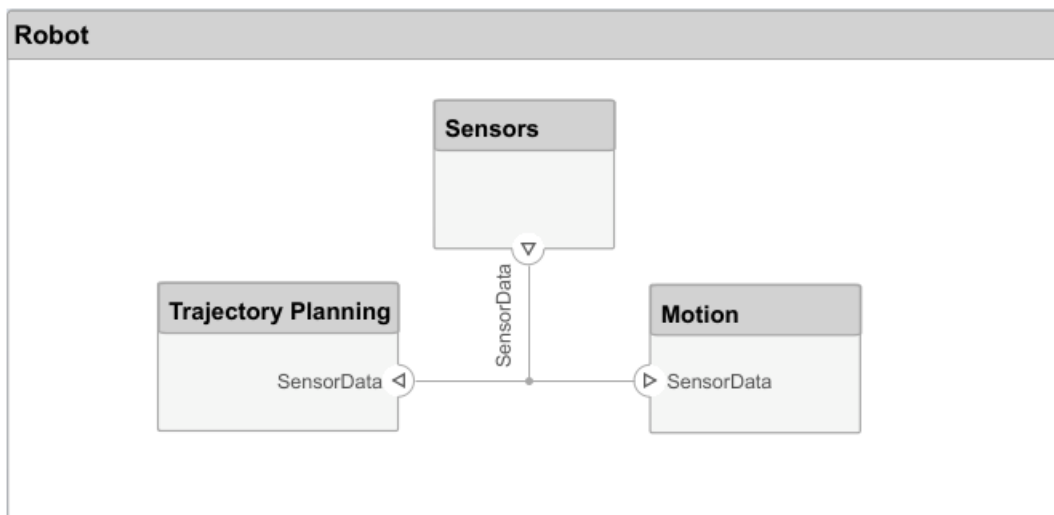 Robot
Sensors
SensorData
Trajectory Planning
SensorData
Motion
SensorData